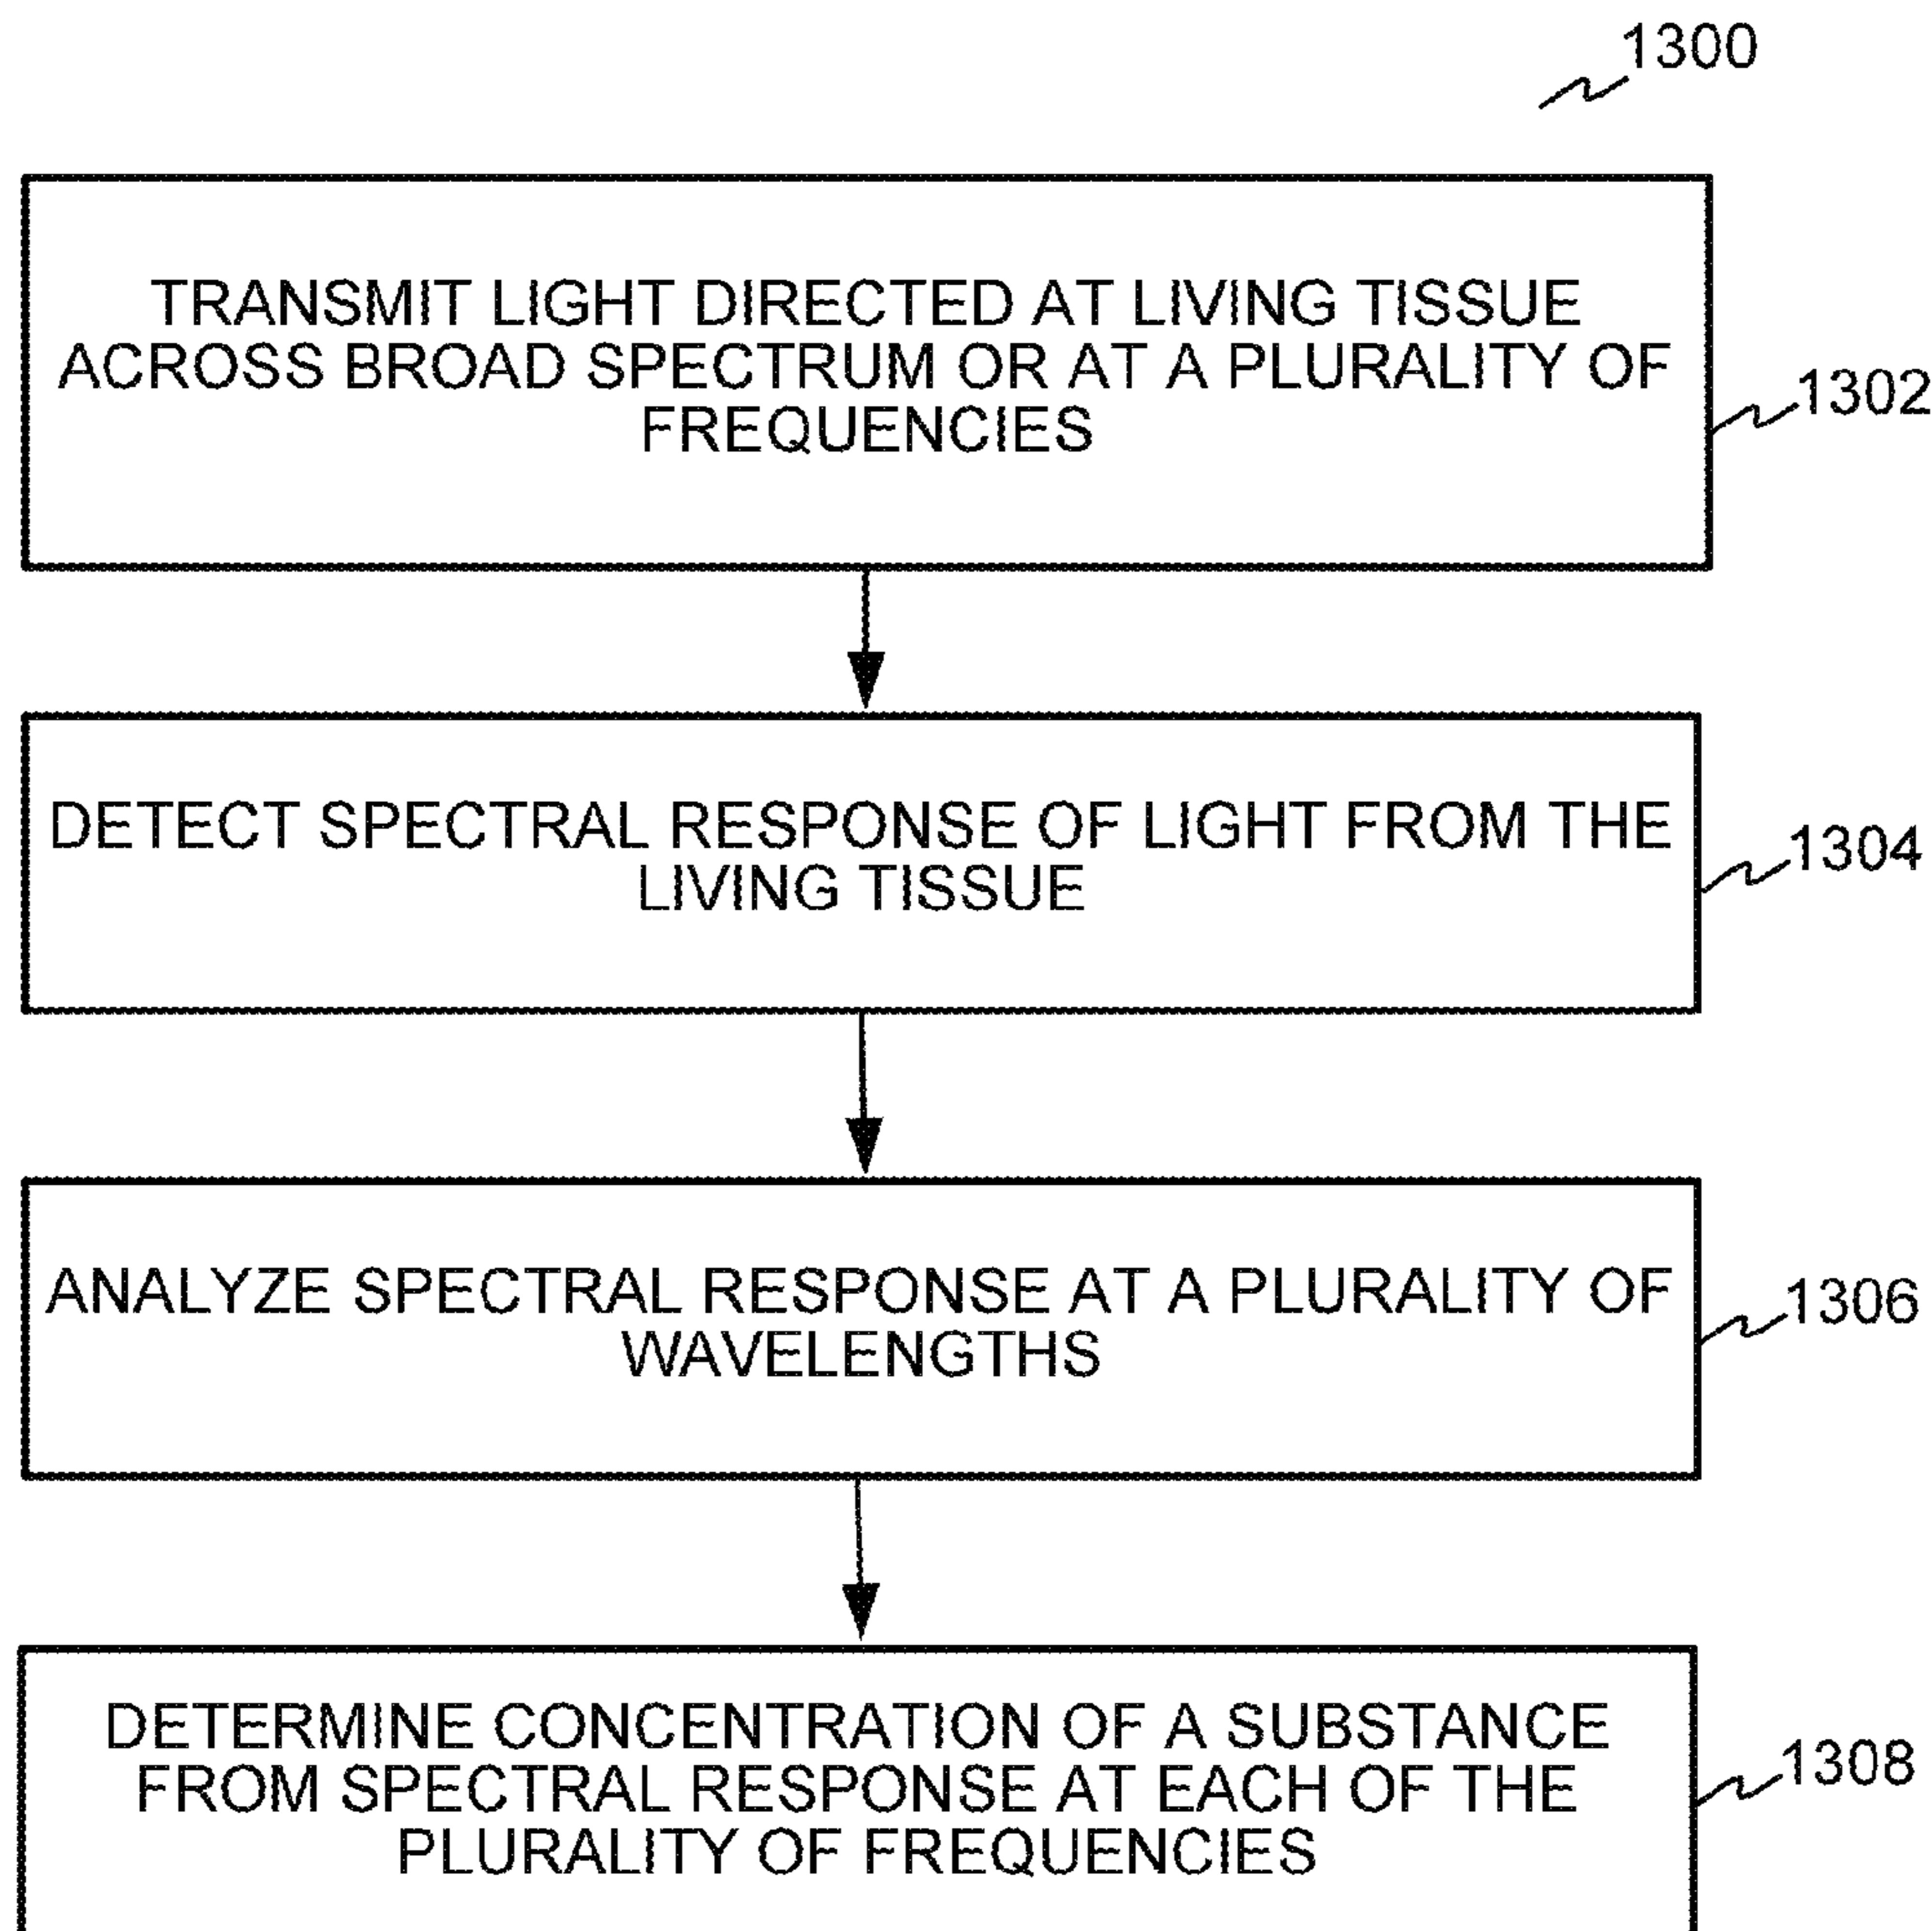 1300
TRANSMIT LIGHT DIRECTED AT LIVING TISSUE
ACROSS BROAD SPECTRUM OR AT A PLURALITY OF
FREQUENCIES
1302
DETECT SPECTRAL RESPONSE OF LIGHT FROM THE
LIVING TISSUE
1304
ANALYZE SPECTRAL RESPONSE AT A PLURALITY OF
WAVELENGTHS
1306
DETERMINE CONCENTRATION OF A SUBSTANCE
FROM SPECTRAL RESPONSE AT EACH OF THE
PLURALITY OF FREQUENCIES
1308